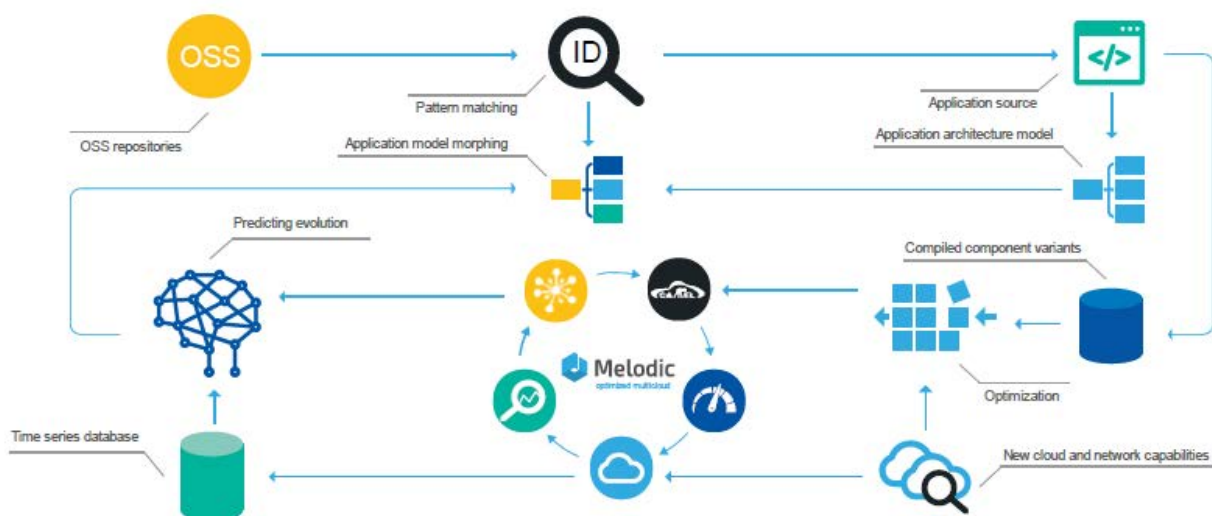 OSS
ID
</>
Pattern matching
Application source
OSS repositories
Application model morphing
Application architecture model
Predicting evolution
Compiled component variants
CAMEL
Melodic
optimized multicloud
Optimization
Time series database
New cloud and network capabilities